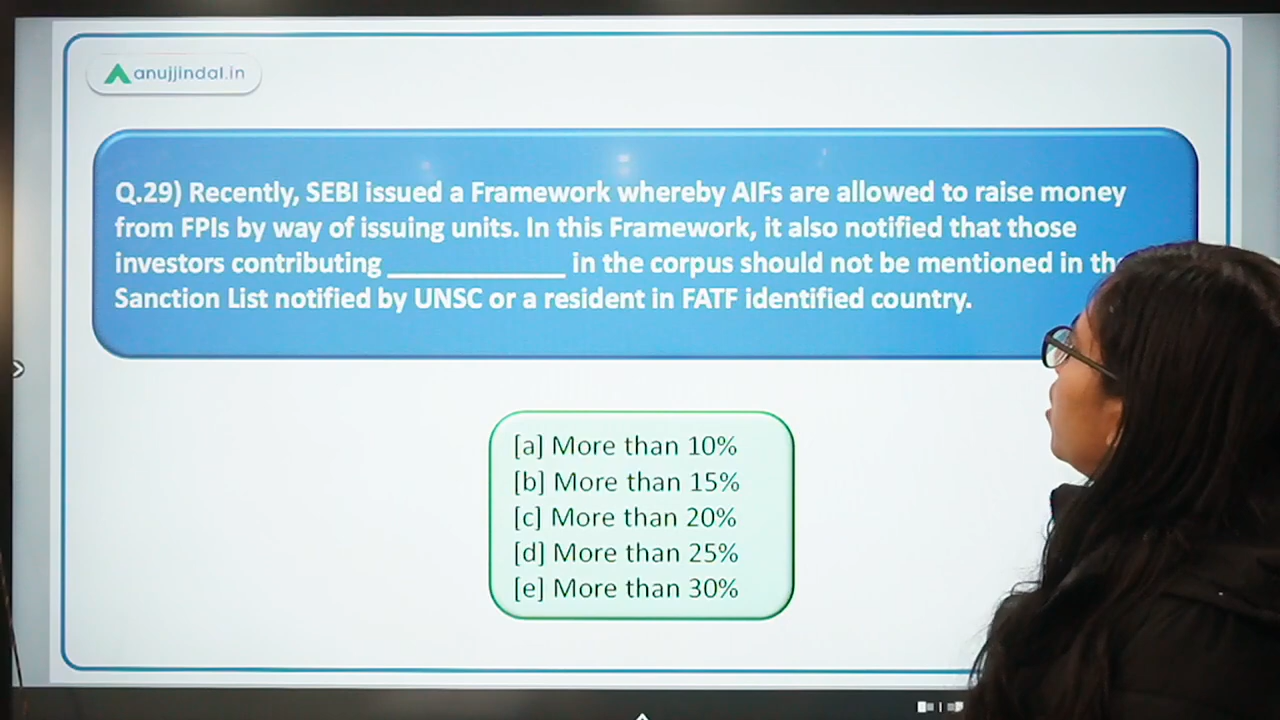 anujjindal.in
Q.29) Recently, SEBI issued a Framework whereby AIFs are allowed to raise money
from FPIs by way of issuing units. In this Framework, it also notified that those
investors contributing _____________ in the corpus should not be mentioned in
Sanction List notified by UNSC or a resident in FATF identified country.
[a] More than 10%
[b] More than 15%
[c] More than 20%
[d] More than 25%
[e] More than 30%